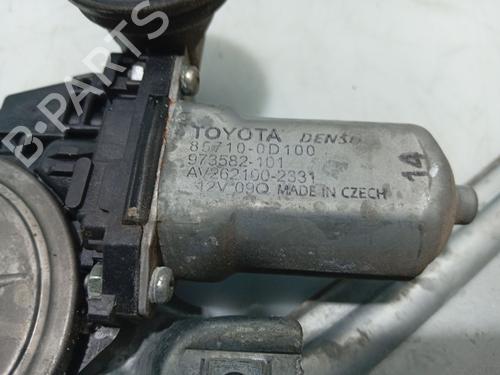 TOYOTA DENSO
85710-0D100
973582-101
AV262100-2331
12V 09Q MADE IN CZECH
14
B-PARTS